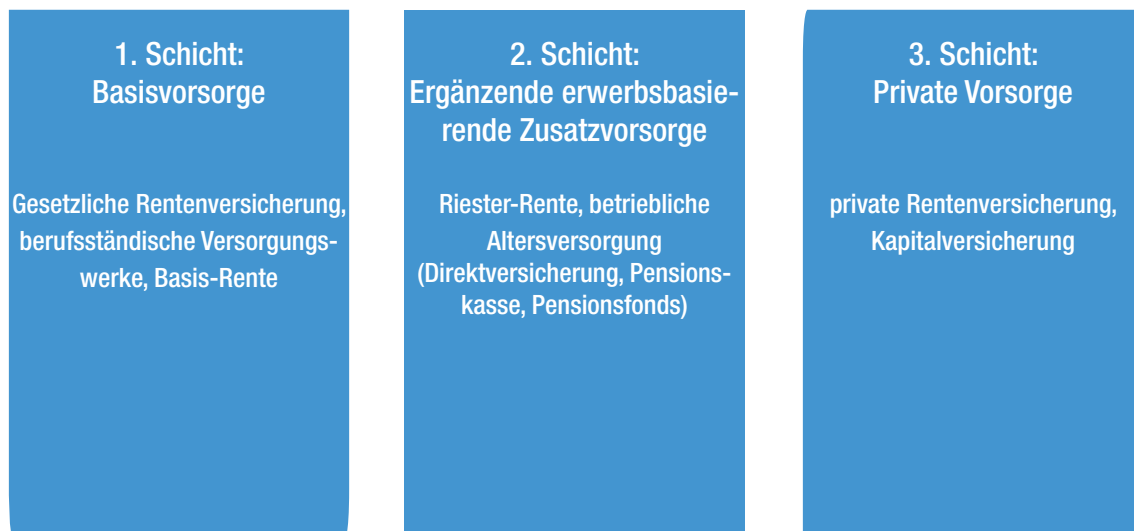 1. Schicht:
Basisvorsorge
Gesetzliche Rentenversicherung,
berufsständische Versorgungs-
werke, Basis-Rente
2. Schicht:
Ergänzende erwerbsbasie-
rende Zusatzvorsorge
Riester-Rente, betriebliche
Altersversorgung
(Direktversicherung, Pensions-
kasse, Pensionsfonds)
3. Schicht:
Private Vorsorge
private Rentenversicherung,
Kapitalversicherung